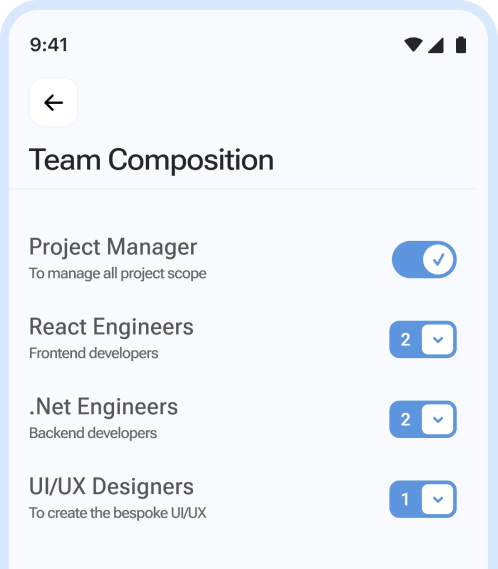 9:41
Team Composition
Project Manager
To manage all project scope
React Engineers
Frontend developers
2
.Net Engineers
Backend developers
2
UI/UX Designers
To create the bespoke UI/UX
1